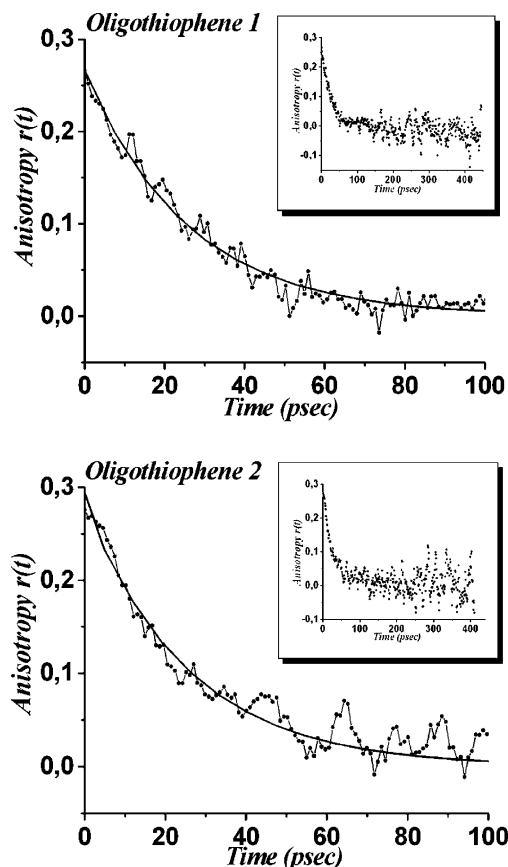 Oligothiophene 1
0,3
0,2
0,1
0,0
Anisotropy r(t)
0 20 40 60 80 100
Time (psec)
0,3
0,2
0,1
0,0
-0,1
Anisotropy r(t)
0 100 200 300 400
Time (psec)
Oligothiophene 2
0,3
0,2
0,1
0,0
Anisotropy r(t)
0 20 40 60 80 100
Time (psec)
0,3
0,2
0,1
0,0
-0,1
Anisotropy r(t)
0 100 200 300 400
Time (psec)